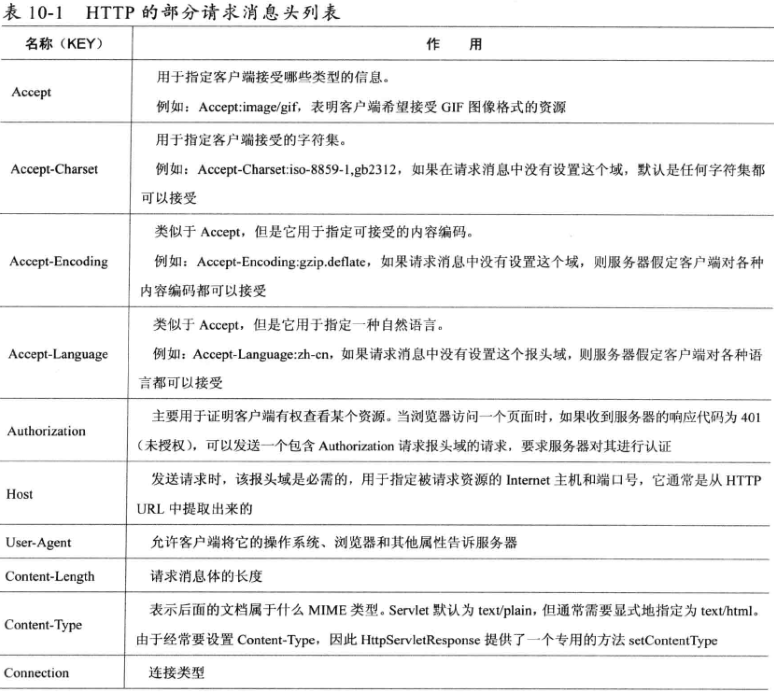 表 10-1 HTTP 的部分请求消息头列表
名称（KEY）
作 用
Accept
用于指定客户端接受哪些类型的信息。
例如：Accept:image/gif，表明客户端希望接受 GIF 图像格式的资源
Accept-Charset
用于指定客户端接受的字符集。
例如：Accept-Charset:iso-8859-1,gb2312，如果在请求消息中没有设置这个域，默认是任何字符集都
可以接受
Accept-Encoding
类似于 Accept，但是它用于指定可接受的内容编码。
例如：Accept-Encoding:gzip.deflate，如果请求消息中没有设置这个域，则服务器假定客户端对各种
内容编码都可以接受
Accept-Language
类似于 Accept，但是它用于指定一种自然语言。
例如：Accept-Language:zh-cn，如果请求消息中没有设置这个报头域，则服务器假定客户端对各种语
言都可以接受
Authorization
主要用于证明客户端有权查看某个资源。当浏览器访问一个页面时，如果收到服务器的响应代码为 401
（未授权），可以发送一个包含 Authorization 请求报头域的请求，要求服务器对其进行认证
Host
发送请求时，该报头域是必需的，用于指定被请求资源的 Internet 主机和端口号，它通常是从 HTTP
URL 中提取出来的
User-Agent
允许客户端将它的操作系统、浏览器和其他属性告诉服务器
Content-Length
请求消息体的长度
Content-Type
表示后面的文档属于什么 MIME 类型。Servlet 默认为 text/plain，但通常需要显式地指定为 text/html。
由于经常要设置 Content-Type，因此 HttpServletResponse 提供了一个专用的方法 setContentType
Connection
连接类型